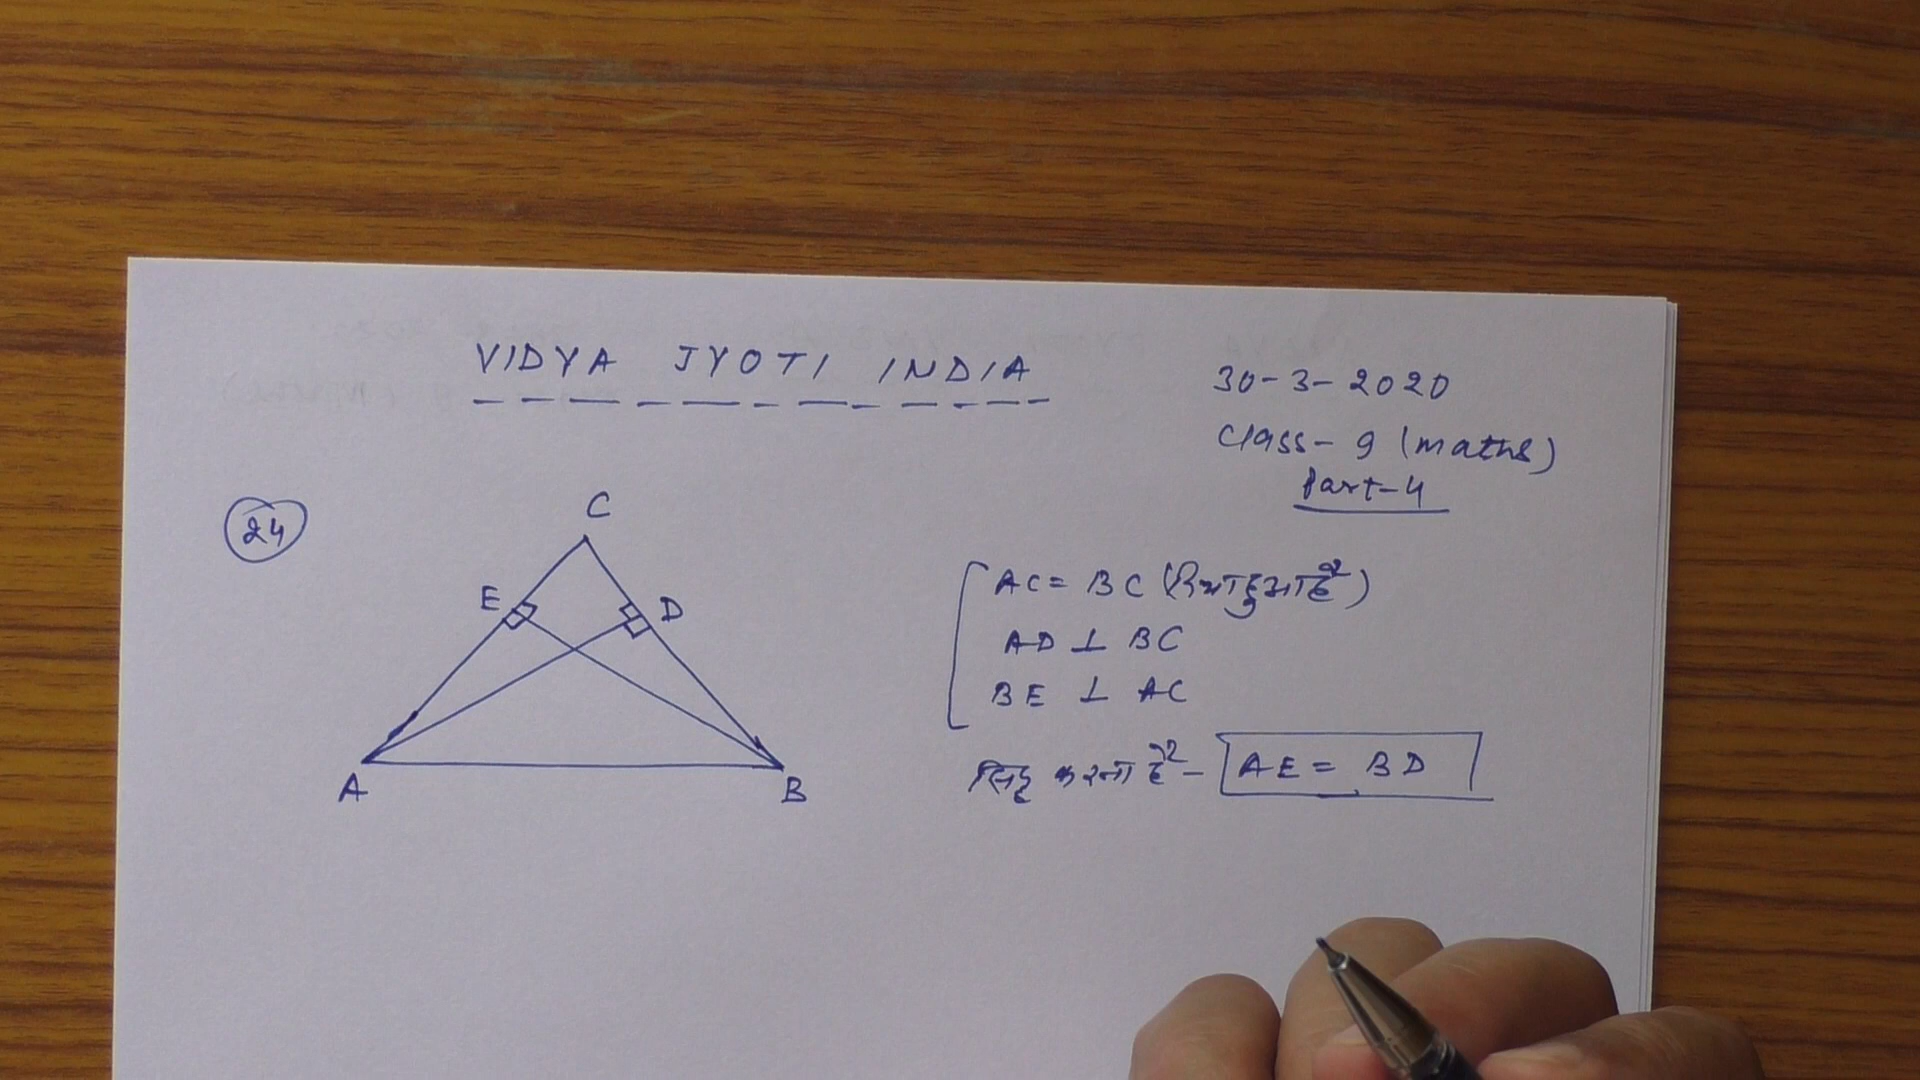 VIDYA JYOTI INDIA
30-3-2020
Class-9 (maths)
Part-4
24
C
E
D
A
B
AC = BC (दिया हुआ है)
AD ⊥ BC
BE ⊥ AC
सिद्ध करना है - AE = BD